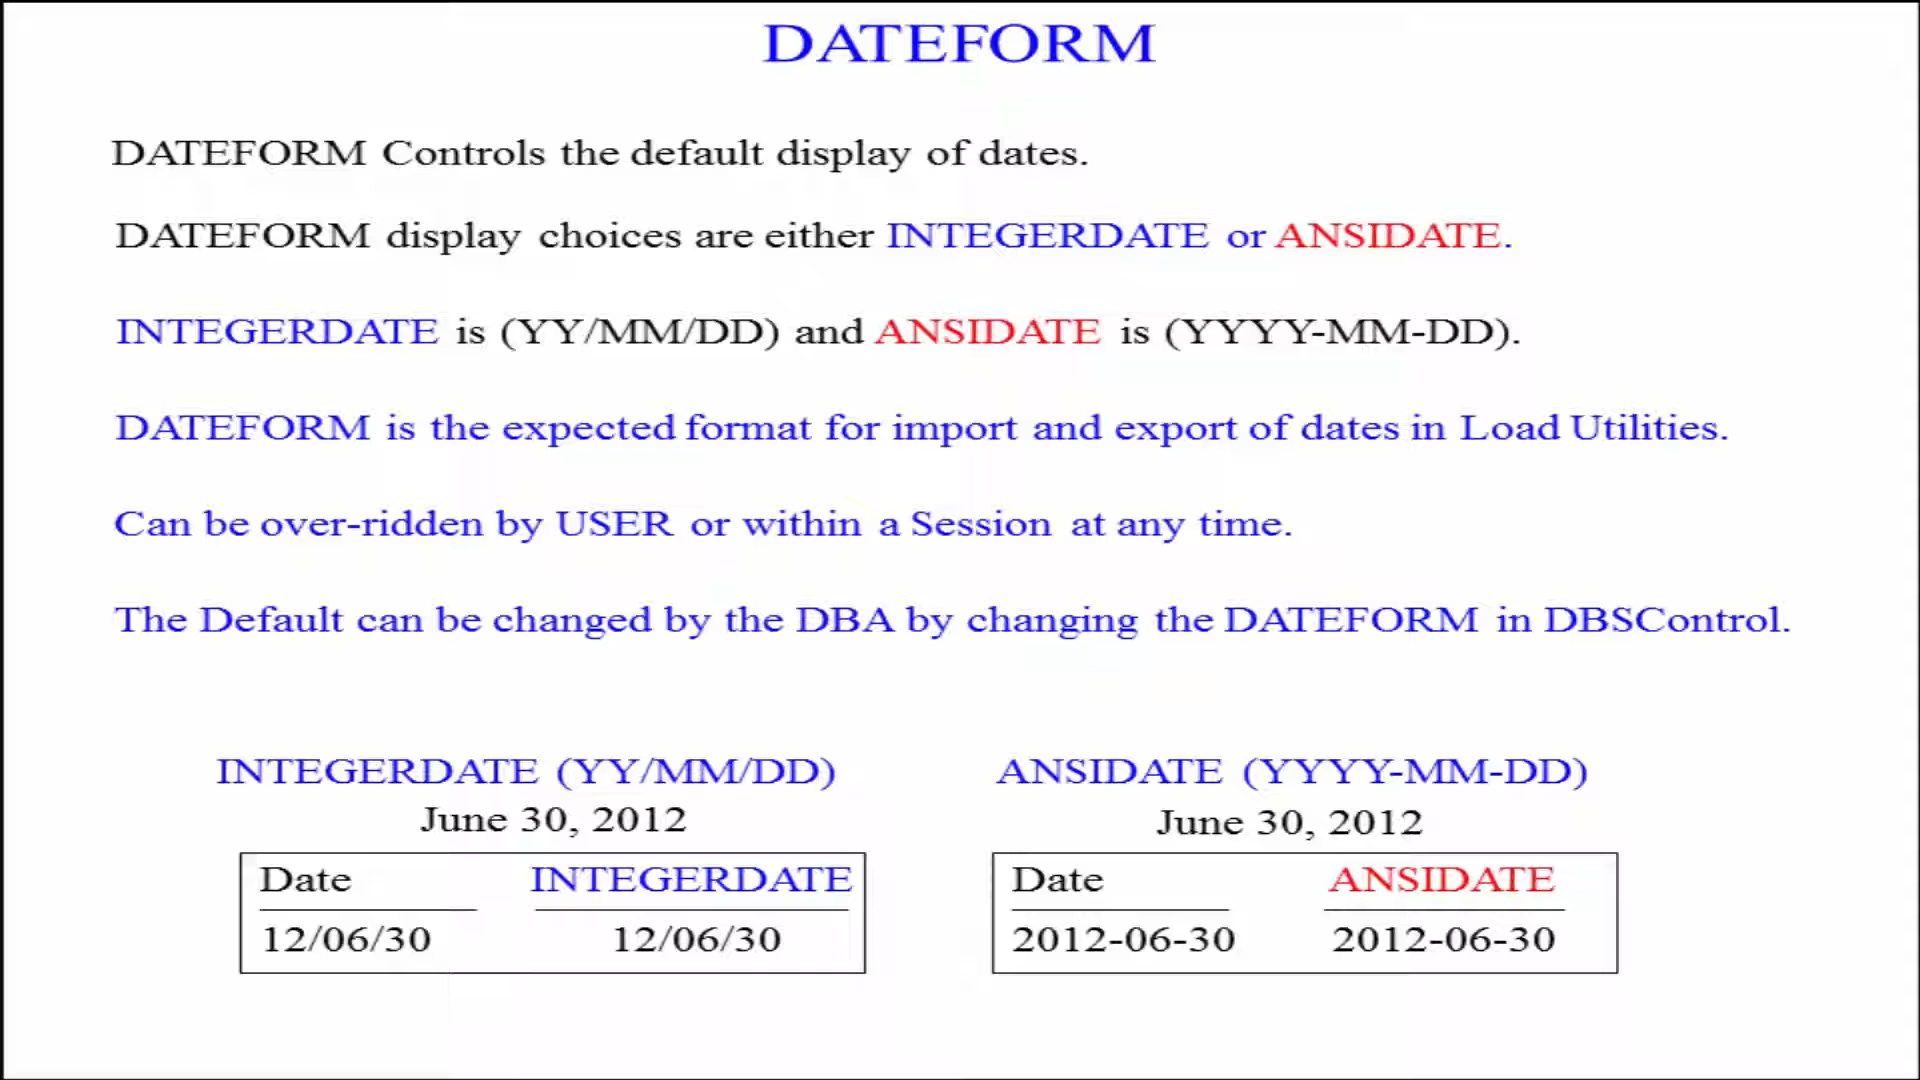 DATEFORM
DATEFORM Controls the default display of dates.
DATEFORM display choices are either INTEGERDATE or ANSIDATE.
INTEGERDATE is (YY/MM/DD) and ANSIDATE is (YYYY-MM-DD).
DATEFORM is the expected format for import and export of dates in Load Utilities.
Can be over-ridden by USER or within a Session at any time.
The Default can be changed by the DBA by changing the DATEFORM in DBSControl.
INTEGERDATE (YY/MM/DD)
June 30, 2012
Date INTEGERDATE
12/06/30 12/06/30
ANSIDATE (YYYY-MM-DD)
June 30, 2012
Date ANSIDATE
2012-06-30 2012-06-30